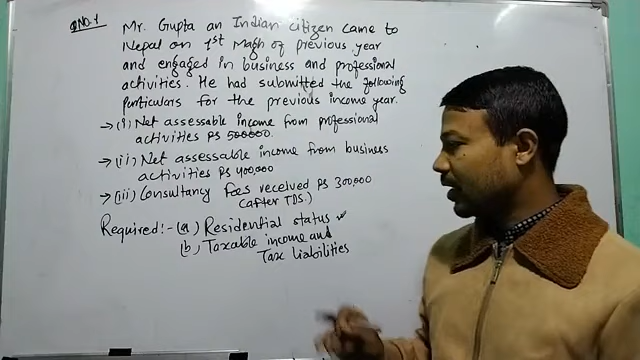 QNO.1
Mr. Gupta an Indian citizen came to
Nepal on 1st Magh of previous year
and engaged in business and professional
activities. He had submitted the following
particulars for the previous income year.
→ (i) Net assessable income from professional
activities RS 500000.
→ (ii) Net assessable income from business
activities RS 400000
→ (iii) Consultancy Fees received RS 300000
(after TDS.)
Required:- (a) Residential status
(b) Taxable income and
Tax liabilities